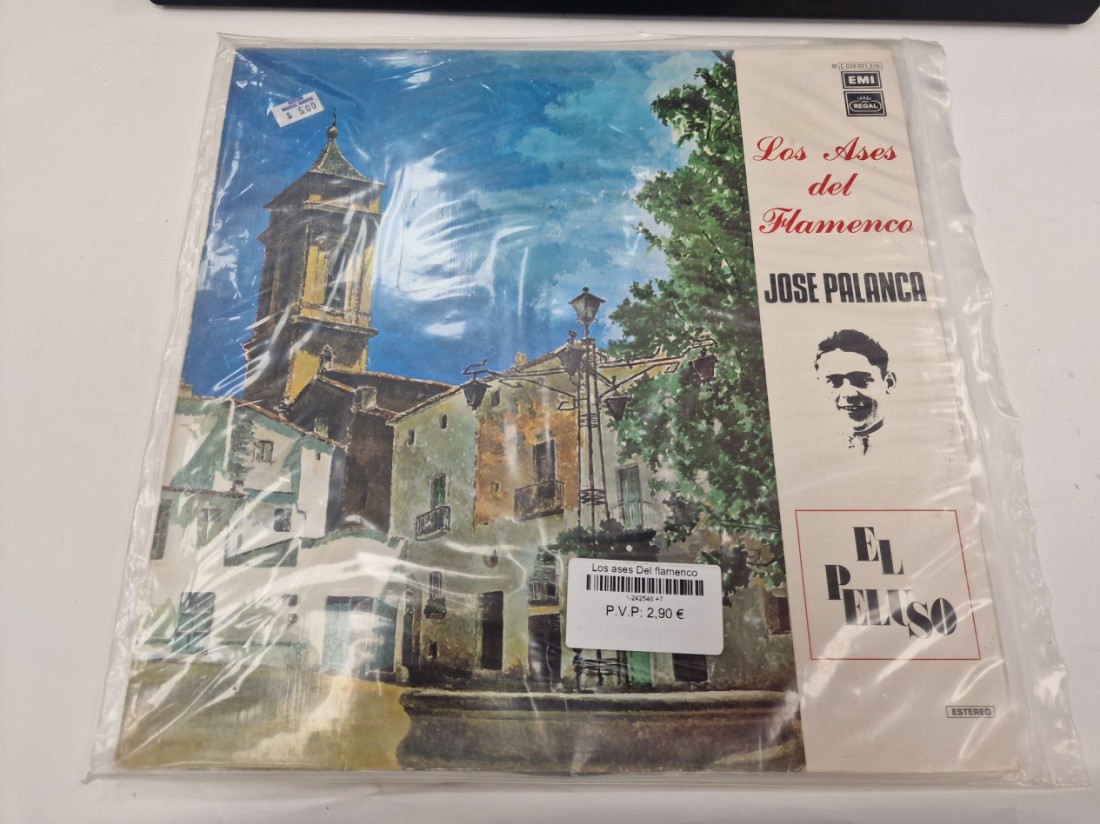 $ 5.00
EMI
REGAL
Los Ases
del
Flamenco
JOSE PALANCA
EL
PELUSO
Los ases Del flamenco
P.V.P: 2,90 €
ESTEREO